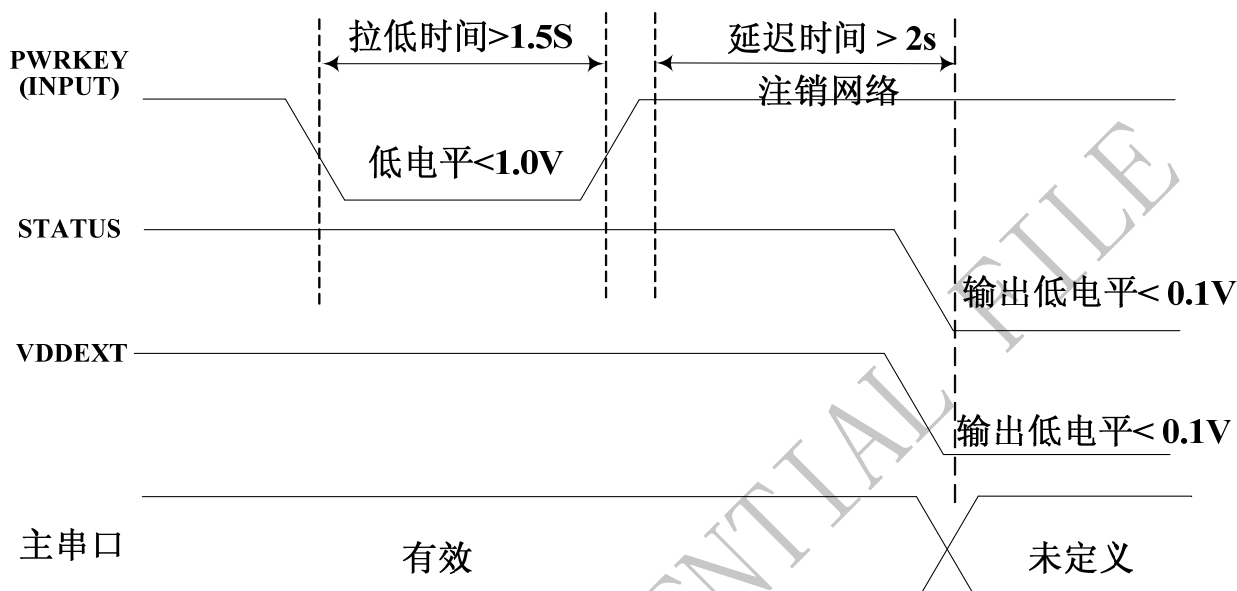 拉低时间>1.5S
延迟时间 > 2s
PWRKEY
(INPUT)
注销网络
低电平<1.0V
STATUS
输出低电平< 0.1V
VDDEXT
输出低电平< 0.1V
主串口
有效
未定义
NTIAL FILE